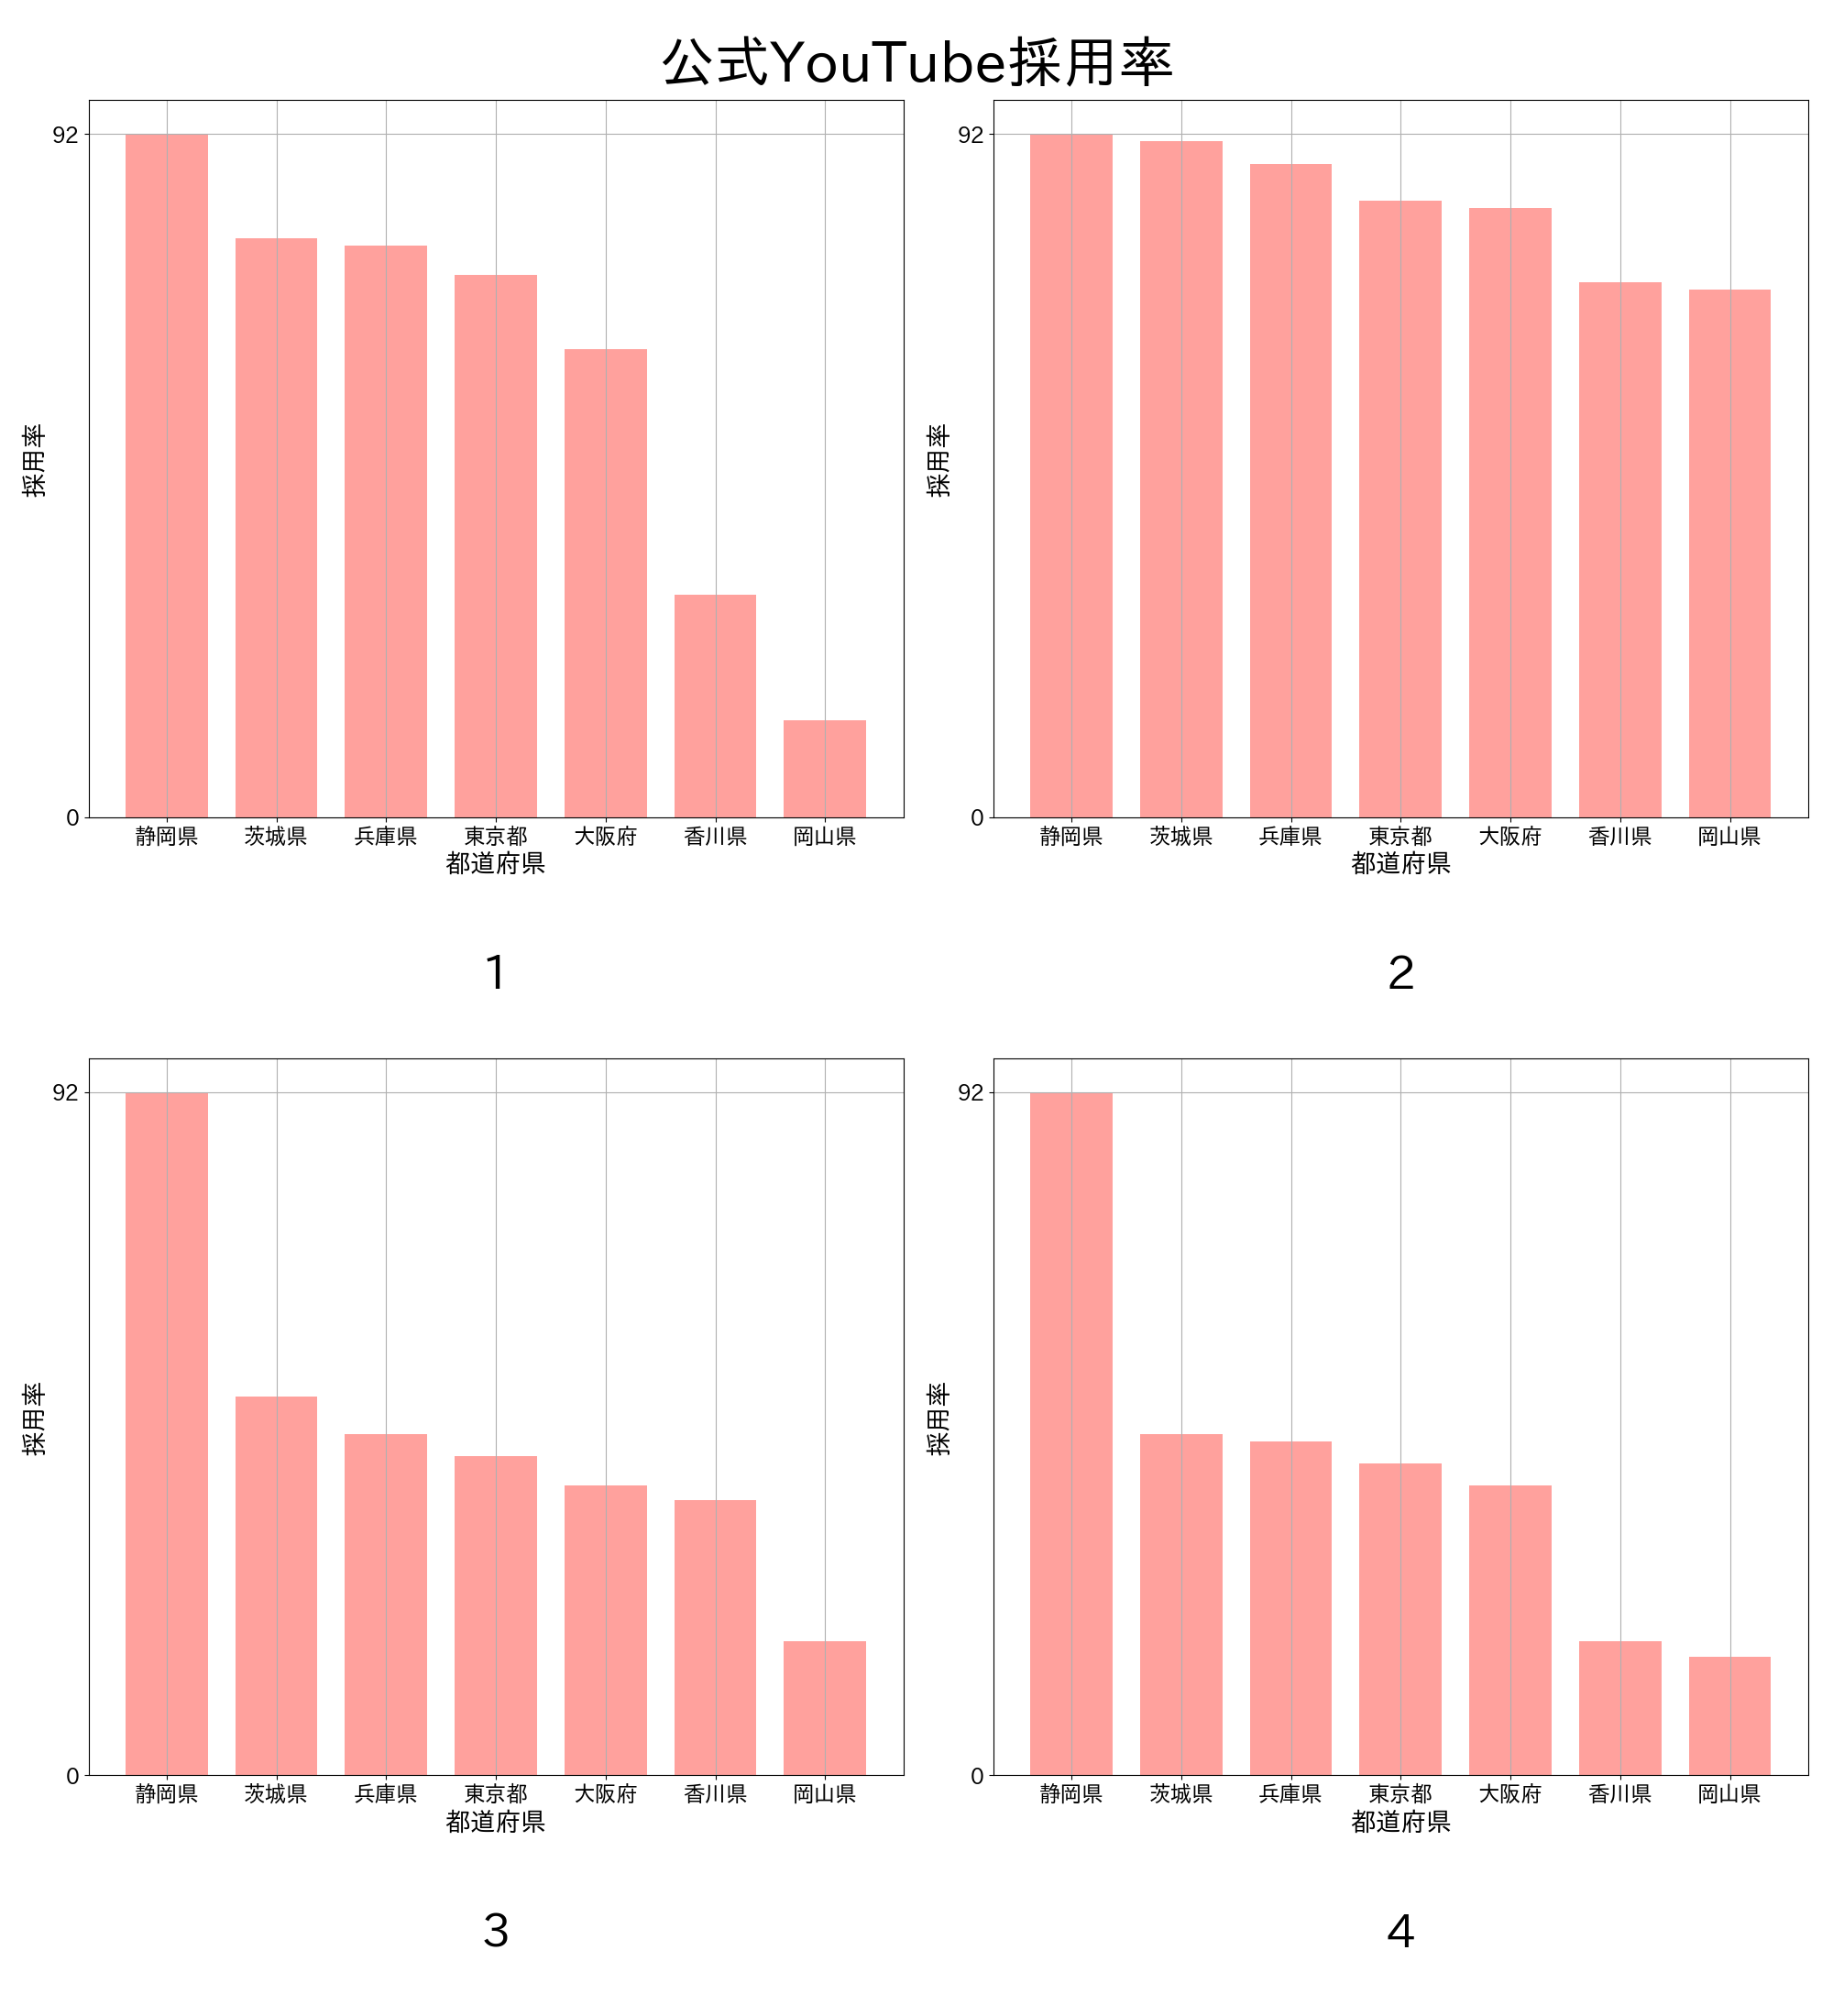 公式YouTube採用率
92
0
採用率
静岡県 茨城県 兵庫県 東京都 大阪府 香川県 岡山県
都道府県
1
92
0
採用率
静岡県 茨城県 兵庫県 東京都 大阪府 香川県 岡山県
都道府県
2
92
0
採用率
静岡県 茨城県 兵庫県 東京都 大阪府 香川県 岡山県
都道府県
3
92
0
採用率
静岡県 茨城県 兵庫県 東京都 大阪府 香川県 岡山県
都道府県
4